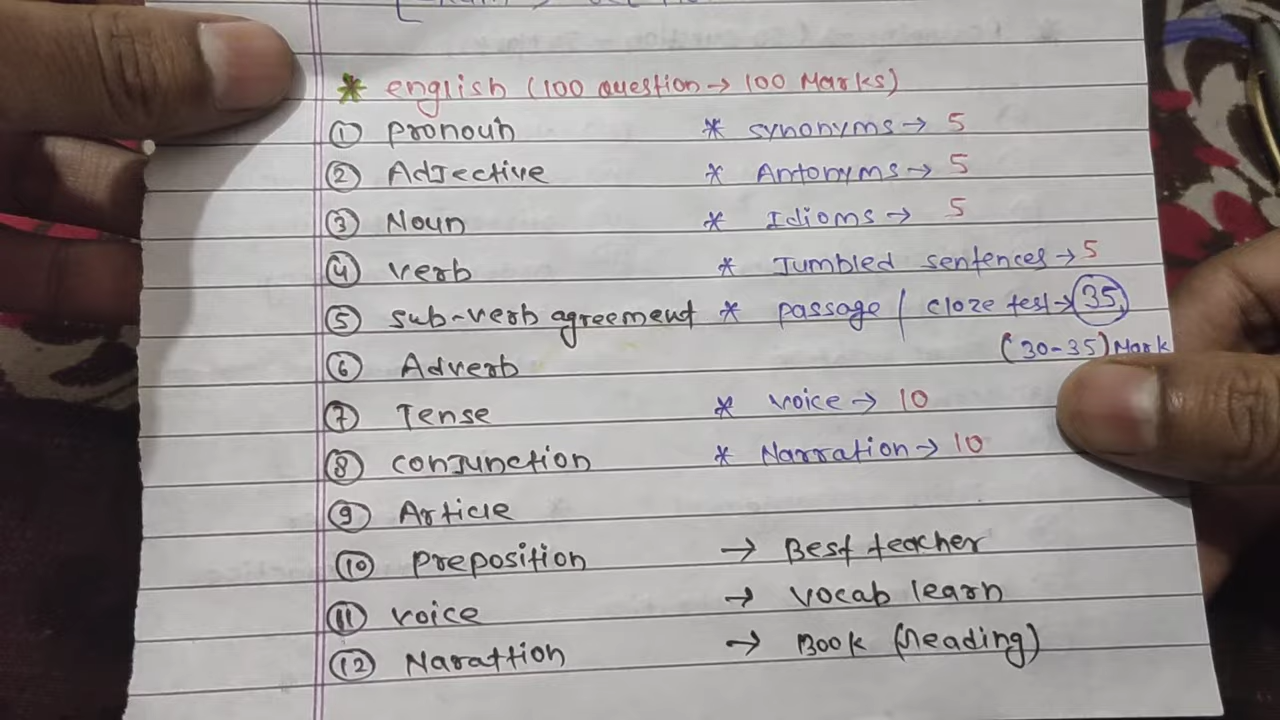 * english (100 question → 100 Marks)
① pronoun * synonyms → 5
② Adjective * Antonyms → 5
③ Noun * Idioms → 5
④ verb * Jumbled sentences → 5
⑤ sub-verb agreement * passage / cloze test → 35
(30-35) Mark
⑥ Adverb
⑦ Tense * voice → 10
⑧ conjunction * Narration → 10
⑨ Article
⑩ preposition → Best teacher
⑪ voice → vocab learn
⑫ Narattion → Book (Reading)